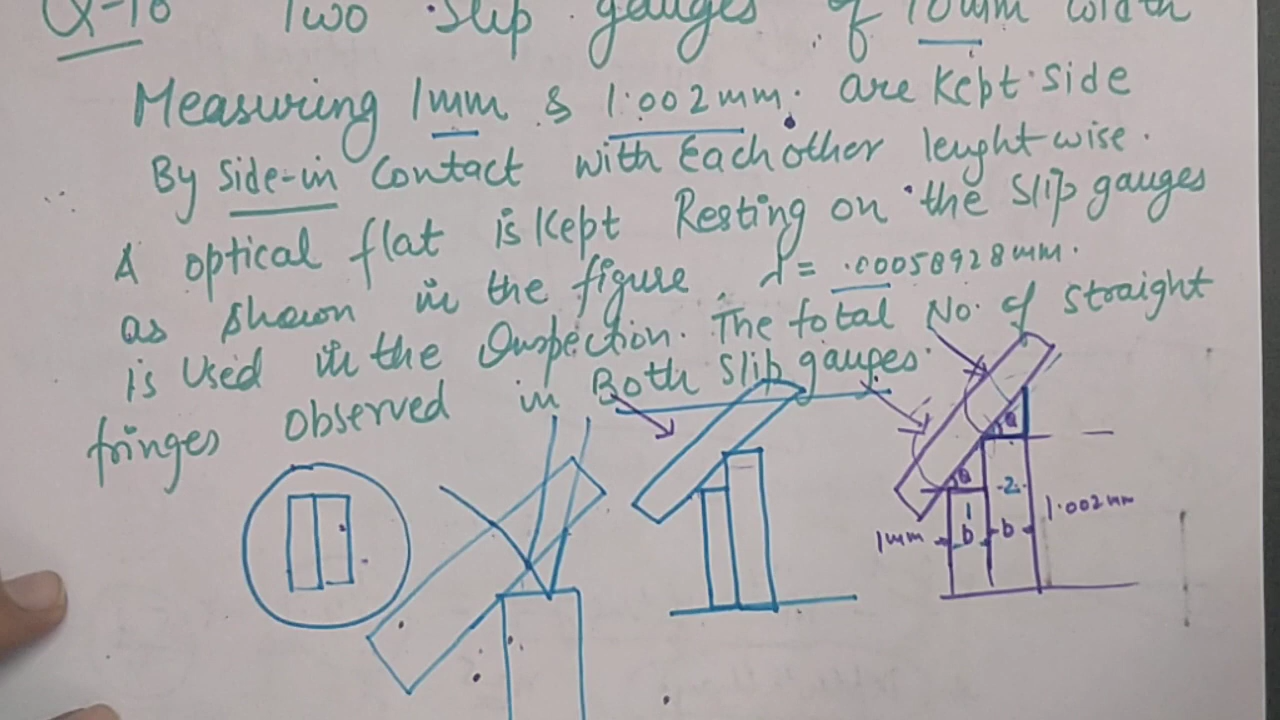 Q-10 Two slip gauges of 10mm width
Measuring 1mm & 1.002mm. are kept side
By side-in contact with each other lenght wise.
A optical flat is kept Resting on the slip gauges
as shown in the figure. λ = .00058928mm.
is used in the Inspection. The total No. of straight
fringes observed in Both slip gauges.
θ
θ
2
1
1mm
b
b
1.002mm